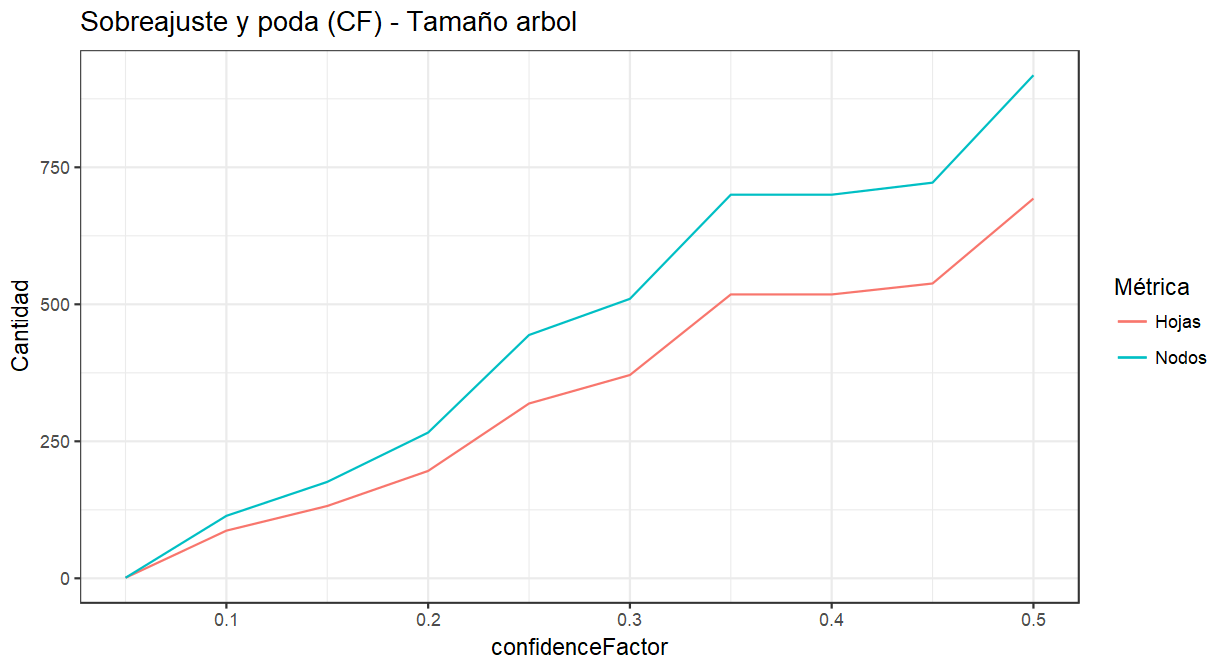 Sobreajuste y poda (CF) - Tamaño arbol
Cantidad
750
500
250
0
0.1
0.2
0.3
0.4
0.5
confidenceFactor
Métrica
Hojas
Nodos